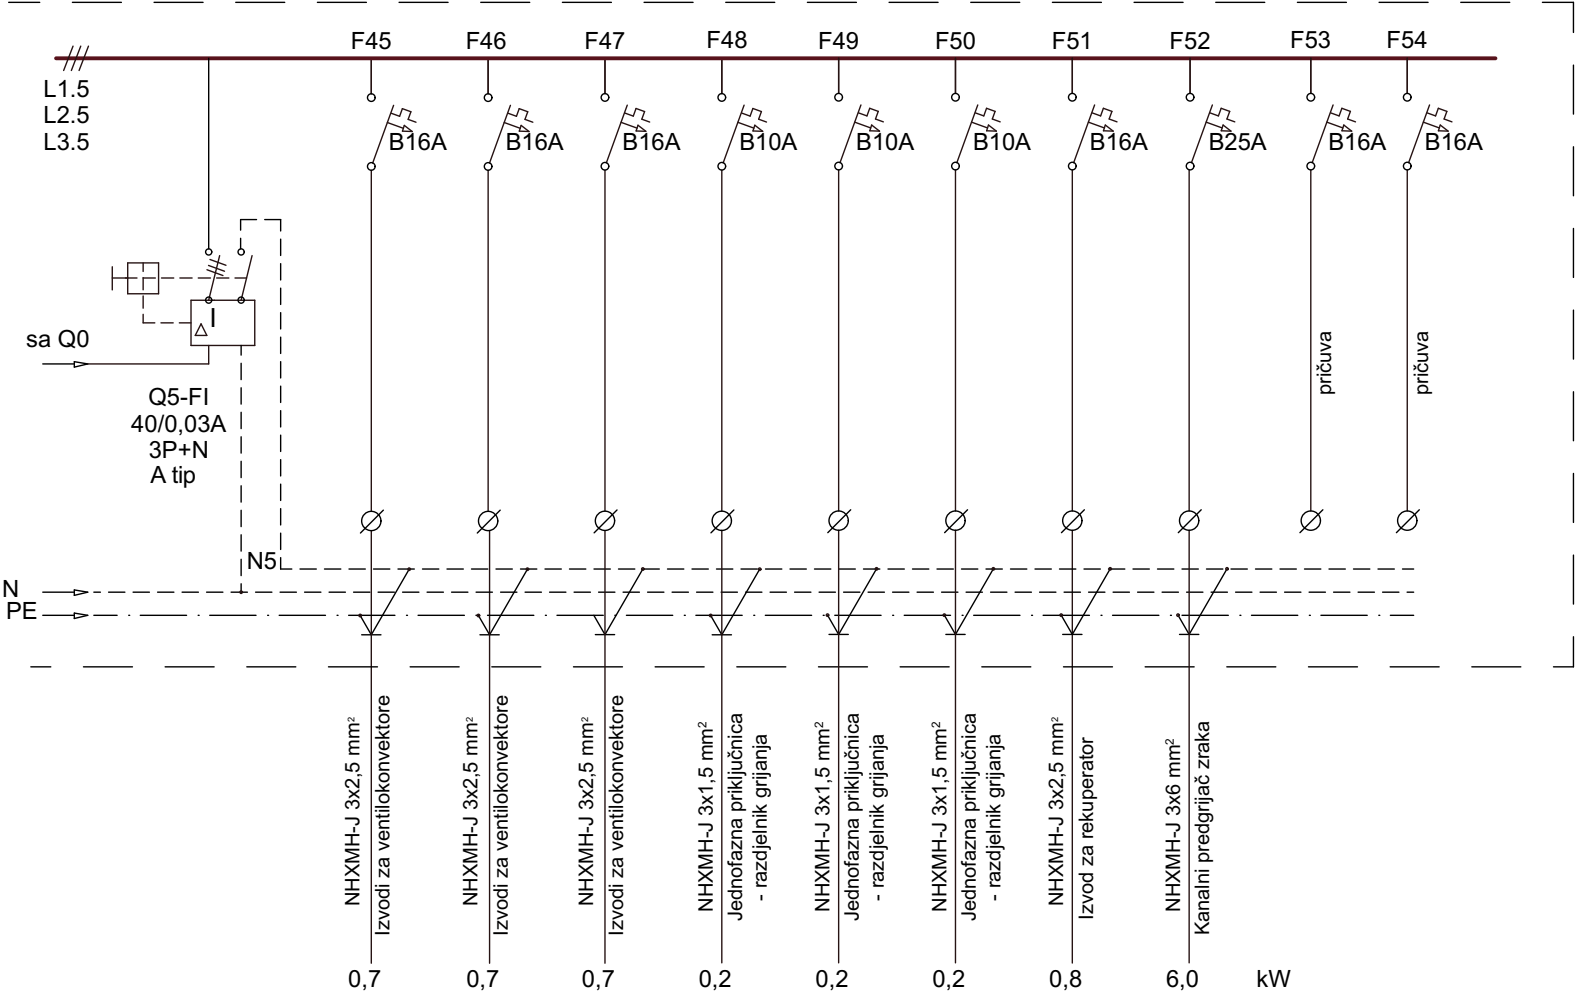 F45 F46 F47 F48 F49 F50 F51 F52 F53 F54
L1.5
L2.5
L3.5
B16A B16A B16A B10A B10A B10A B16A B25A B16A B16A
I
sa Q0
Q5-FI
40/0,03A
3P+N
A tip
pričuva
pričuva
N5
N
PE
NHXMH-J 3x2,5 mm²
Izvodi za ventilokonvektore
NHXMH-J 3x2,5 mm²
Izvodi za ventilokonvektore
NHXMH-J 3x2,5 mm²
Izvodi za ventilokonvektore
NHXMH-J 3x1,5 mm²
Jednofazna priključnica
- razdjelnik grijanja
NHXMH-J 3x1,5 mm²
Jednofazna priključnica
- razdjelnik grijanja
NHXMH-J 3x1,5 mm²
Jednofazna priključnica
- razdjelnik grijanja
NHXMH-J 3x2,5 mm²
Izvod za rekuperator
NHXMH-J 3x6 mm²
Kanalni predgrijač zraka
0,7 0,7 0,7 0,2 0,2 0,2 0,8 6,0 kW